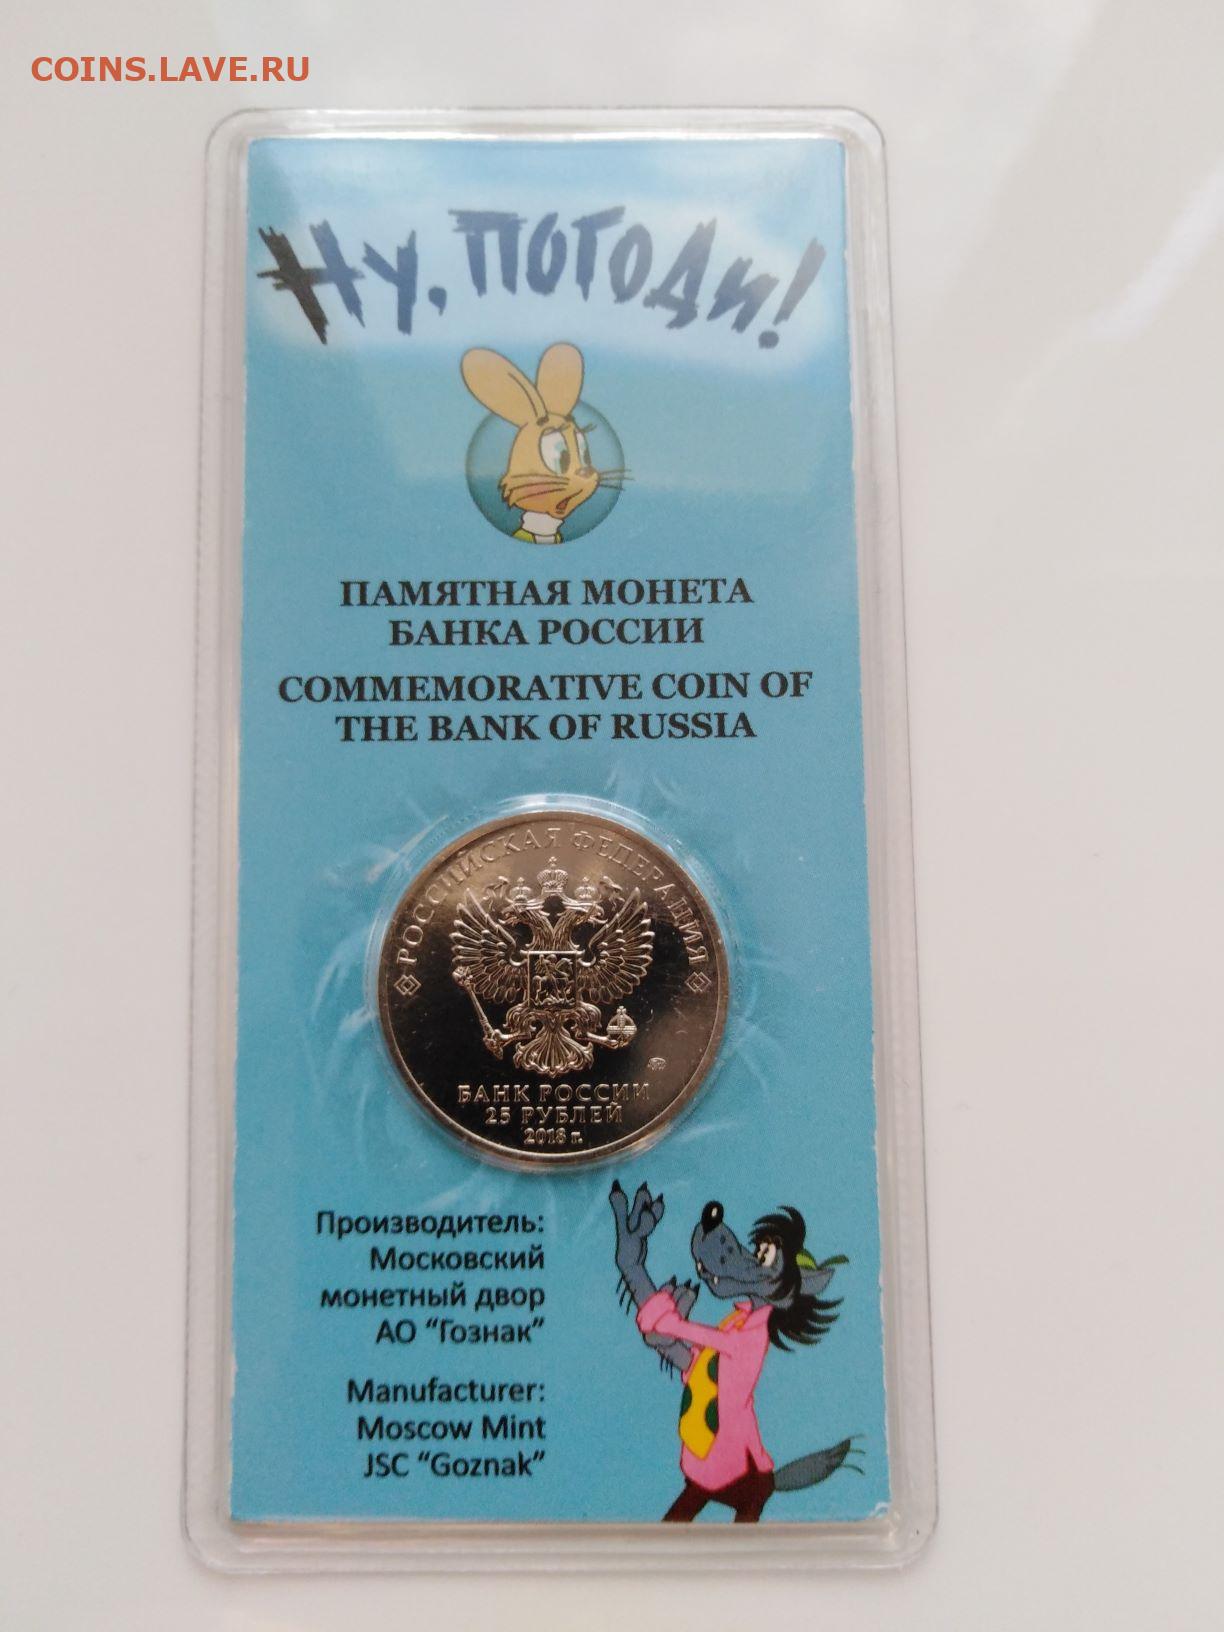 COINS.LAVE.RU
Ну, погоди!
ПАМЯТНАЯ МОНЕТА
БАНКА РОССИИ
COMMEMORATIVE COIN OF
THE BANK OF RUSSIA
РОССИЙСКАЯ ФЕДЕРАЦИЯ
БАНК РОССИИ
25 РУБЛЕЙ
2018 г.
Производитель:
Московский
монетный двор
АО “Гознак”
Manufacturer:
Moscow Mint
JSC “Goznak”